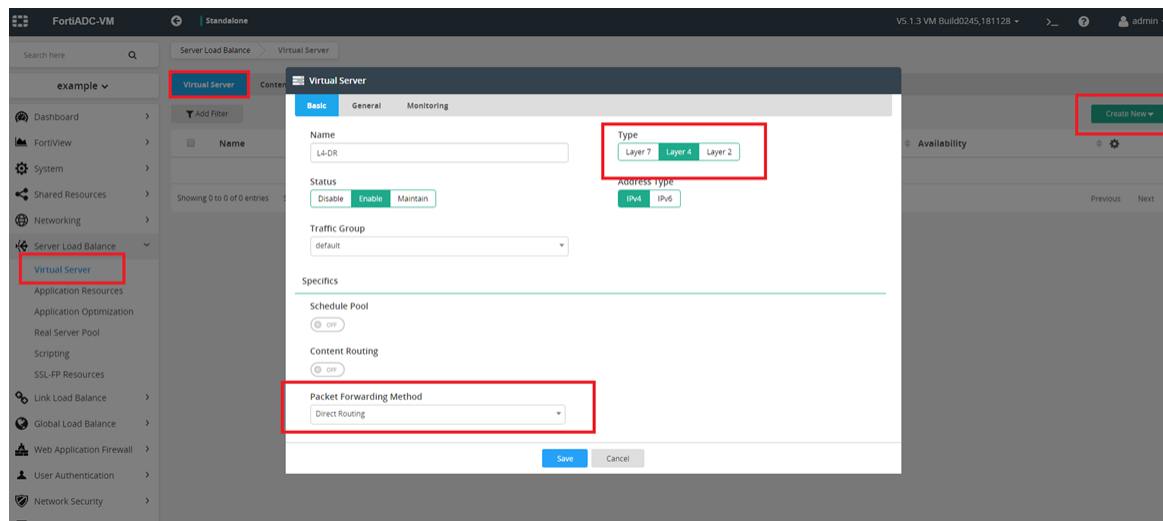 FortiADC-VM
Standalone
V5.1.3 VM Build0245,181128
>_
admin
Search here
Server Load Balance
Virtual Server
example
Virtual Server
Conten
Virtual Server
Add Filter
Create New
Basic
General
Monitoring
Dashboard
FortiView
System
Shared Resources
Networking
Server Load Balance
Virtual Server
Application Resources
Application Optimization
Real Server Pool
Scripting
SSL-FP Resources
Link Load Balance
Global Load Balance
Web Application Firewall
User Authentication
Network Security
Name
Availability
Showing 0 to 0 of 0 entries
Previous
Next
Name
L4-DR
Type
Layer 7
Layer 4
Layer 2
Status
Disable
Enable
Maintain
Address Type
IPv4
IPv6
Traffic Group
default
Specifics
Schedule Pool
OFF
Content Routing
OFF
Packet Forwarding Method
Direct Routing
Save
Cancel